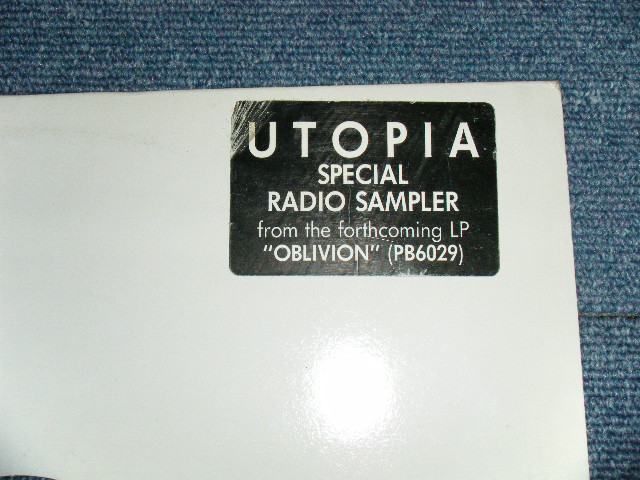 UTOPIA
SPECIAL
RADIO SAMPLER
from the forthcoming LP
"OBLIVION" (PB6029)